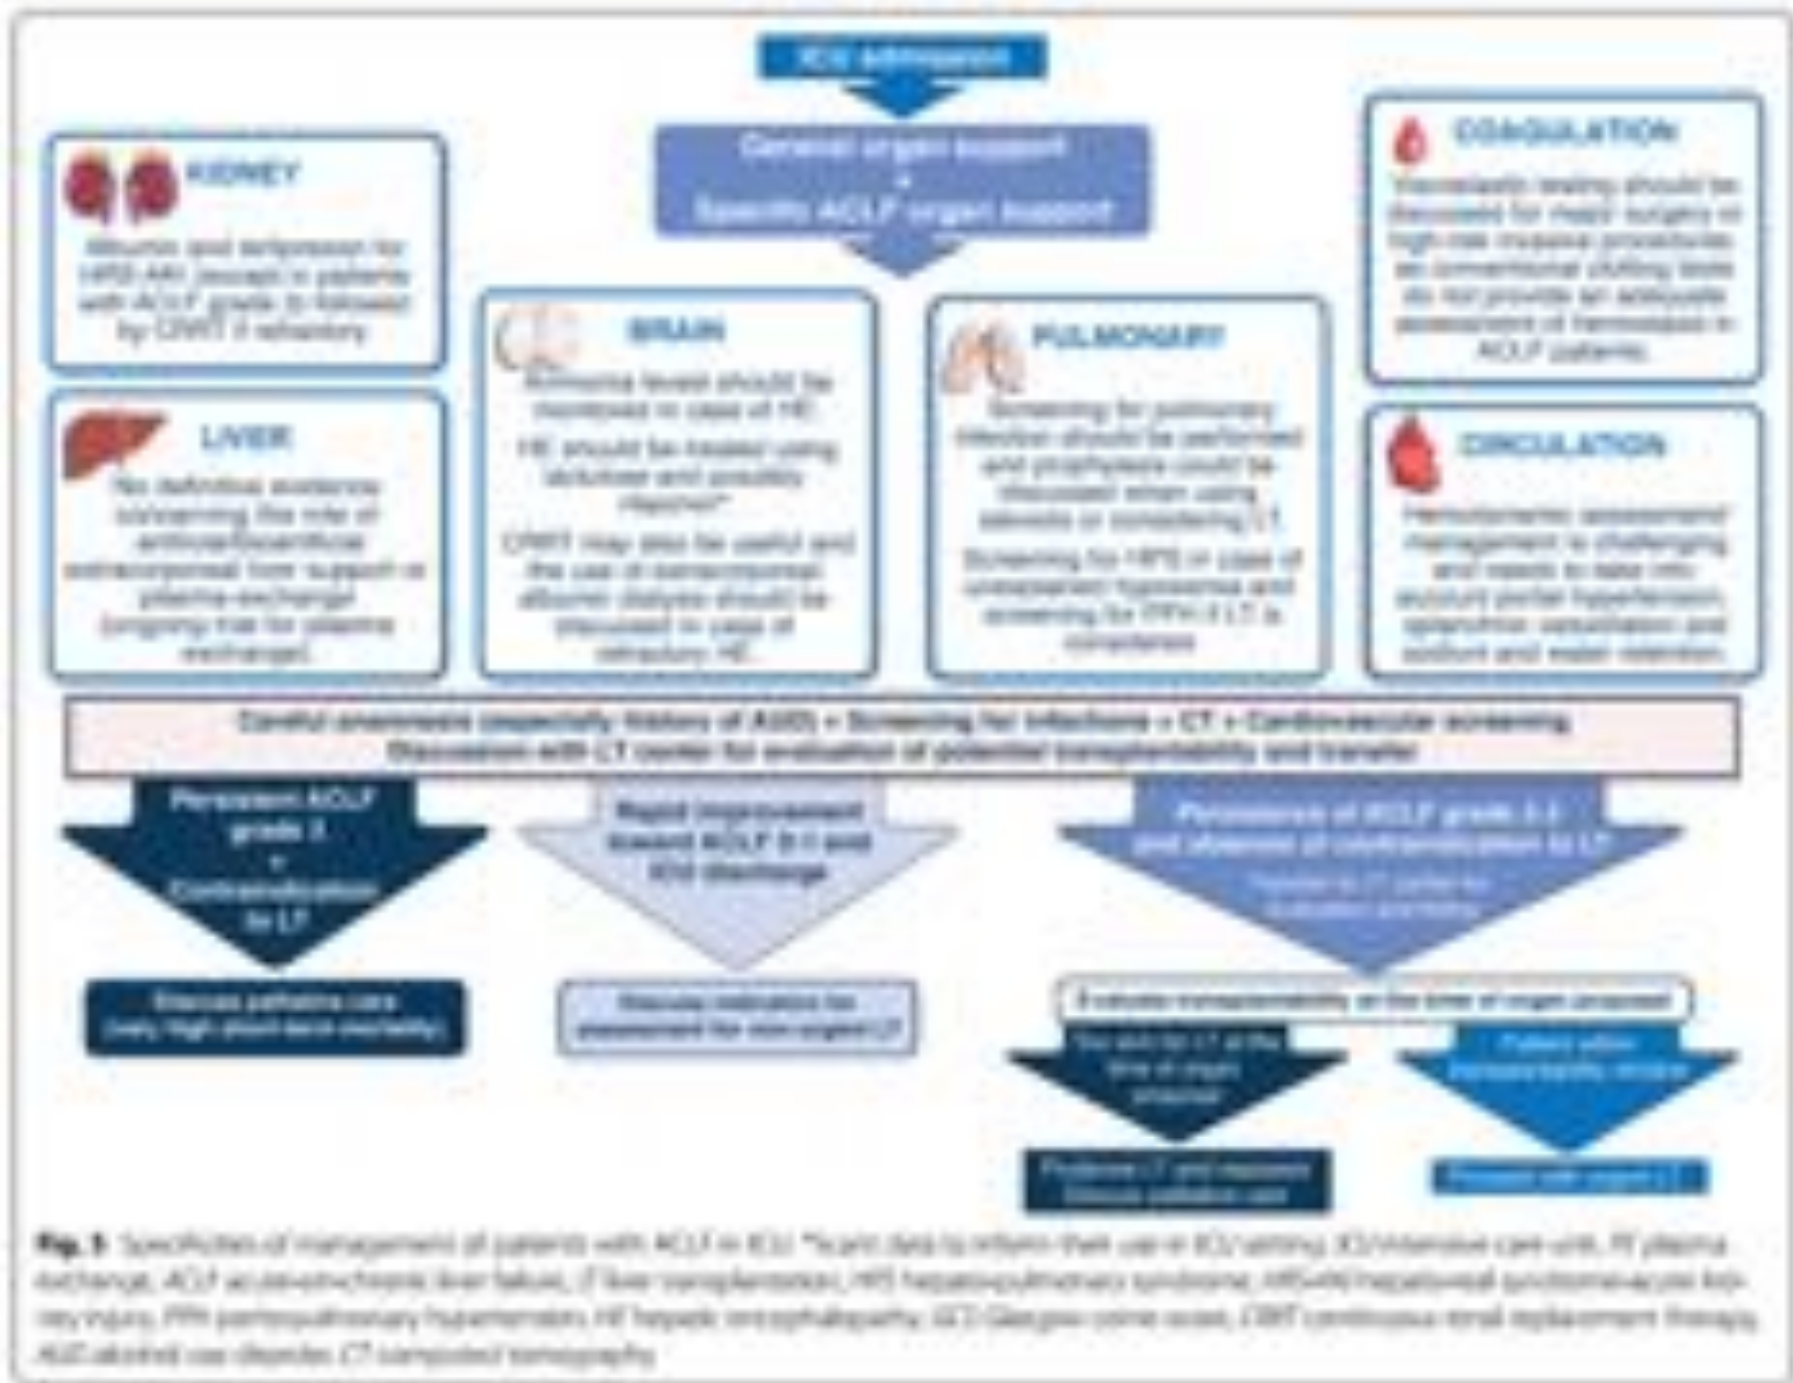 ICU admission
General organ support
+
Specific ACLF organ support
KIDNEY
Albumin and terlipressin for
HRS-AKI (except in patients
with ACLF grade 3) followed
by CRRT if refractory
LIVER
No definitive evidence
concerning the role of
extracorporeal liver support or
plasma exchange
(ongoing trial for plasma
exchange).
BRAIN
Ammonia levels should be
monitored in case of HE.
HE should be treated using
lactulose and possibly
rifaximin*
CRRT may also be useful and
the use of extracorporeal
albumin dialysis should be
discussed in case of
refractory HE.
PULMONARY
Screening for pulmonary
infection should be performed
and prophylaxis could be
discussed when using
steroids or considering LT.
Screening for HPS in case of
unexplained hypoxemia and
screening for PPH if LT is
considered
COAGULATION
Viscoelastic testing should be
discussed for major surgery or
high-risk invasive procedures
as conventional clotting tests
do not provide an adequate
assessment of hemostasis in
ACLF patients.
CIRCULATION
Hemodynamic assessment/
management is challenging
and needs to take into
account portal hypertension,
splanchnic vasodilation and
sodium and water retention.
Careful anamnesis (especially history of AUD) + Screening for infections + CT + Cardiovascular screening
Discussion with LT center for evaluation of potential transplantability and transfer
Persistent ACLF
grade 3
+
Contraindication
to LT
Rapid improvement
toward ACLF 0-1 and
ICU discharge
Persistence of ACLF grade 2-3
and absence of contraindication to LT
Transfer to LT center for
evaluation and listing
Discuss palliative care
(very high short-term mortality)
Discuss indication for
assessment for non-urgent LT
Evaluate transplantability at the time of organ proposal
Too sick for LT at the
time of organ
proposal
Patient within
transplantability window
Postpone LT and reassess
Discuss palliative care
Proceed with urgent LT
Fig. 5 Specificities of management of patients with ACLF in ICU. *Scant data to inform their use in ICU setting. ICU intensive care unit, PE plasma
exchange, ACLF acute-on-chronic liver failure, LT liver transplantation, HPS hepato-pulmonary syndrome, HRS-AKI hepato-renal syndrome-acute kid-
ney injury, PPH portopulmonary hypertension, HE hepatic encephalopathy, GCS Glasgow coma scale, CRRT continuous renal replacement therapy,
AUD alcohol use disorder, CT computed tomography